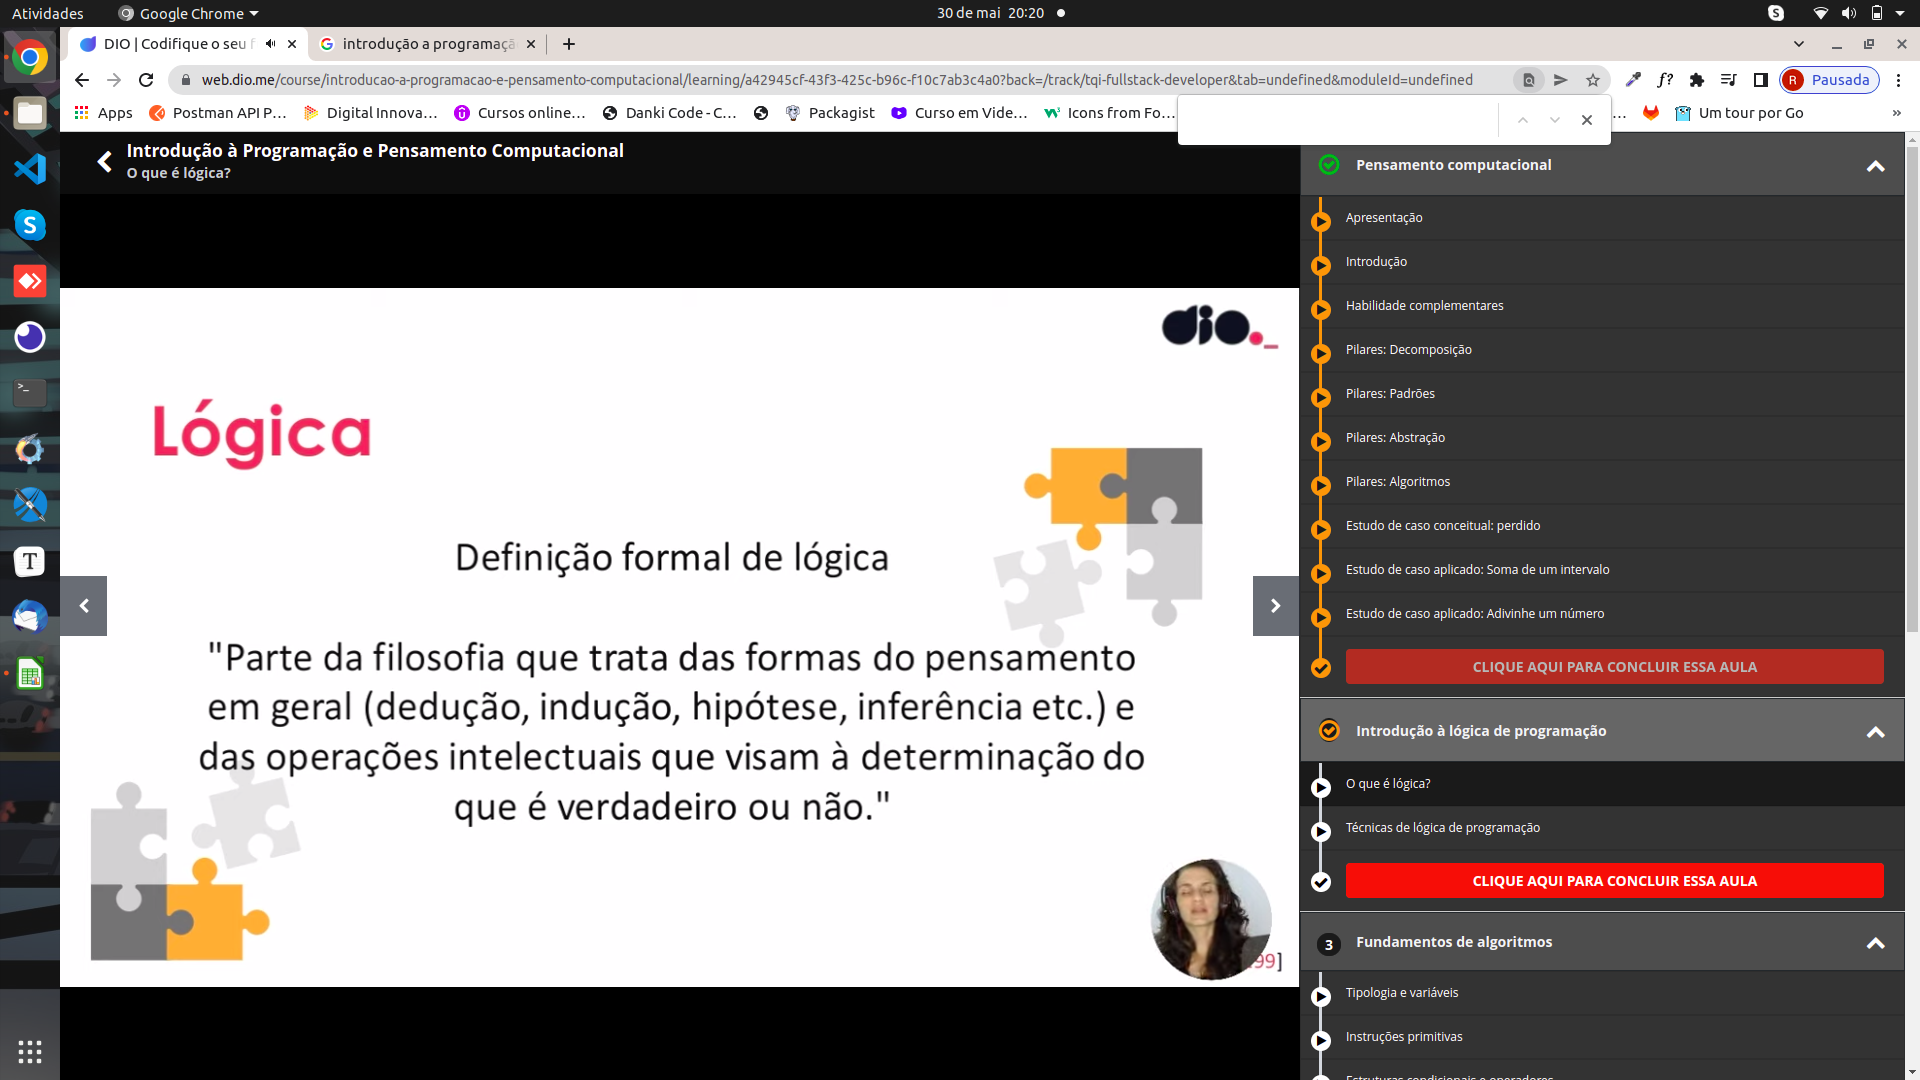 Atividades
Google Chrome
30 de mai 20:20
DIO | Codifique o seu f
introdução a programaçã
web.dio.me/course/introducao-a-programacao-e-pensamento-computacional/learning/a42945cf-43f3-425c-b96c-f10c7ab3c4a0?back=/track/tqi-fullstack-developer&tab=undefined&moduleId=undefined
f?
R Pausada
Apps
Postman API P...
Digital Innova...
Cursos online...
Danki Code - C...
Packagist
Curso em Vide...
Icons from Fo...
...
Um tour por Go
»
Introdução à Programação e Pensamento Computacional
O que é lógica?
dio._
Lógica
Definição formal de lógica
"Parte da filosofia que trata das formas do pensamento
em geral (dedução, indução, hipótese, inferência etc.) e
das operações intelectuais que visam à determinação do
que é verdadeiro ou não."
99]
Pensamento computacional
Apresentação
Introdução
Habilidade complementares
Pilares: Decomposição
Pilares: Padrões
Pilares: Abstração
Pilares: Algoritmos
Estudo de caso conceitual: perdido
Estudo de caso aplicado: Soma de um intervalo
Estudo de caso aplicado: Adivinhe um número
CLIQUE AQUI PARA CONCLUIR ESSA AULA
Introdução à lógica de programação
O que é lógica?
Técnicas de lógica de programação
CLIQUE AQUI PARA CONCLUIR ESSA AULA
3 Fundamentos de algoritmos
Tipologia e variáveis
Instruções primitivas
Estruturas condicionais e operadores